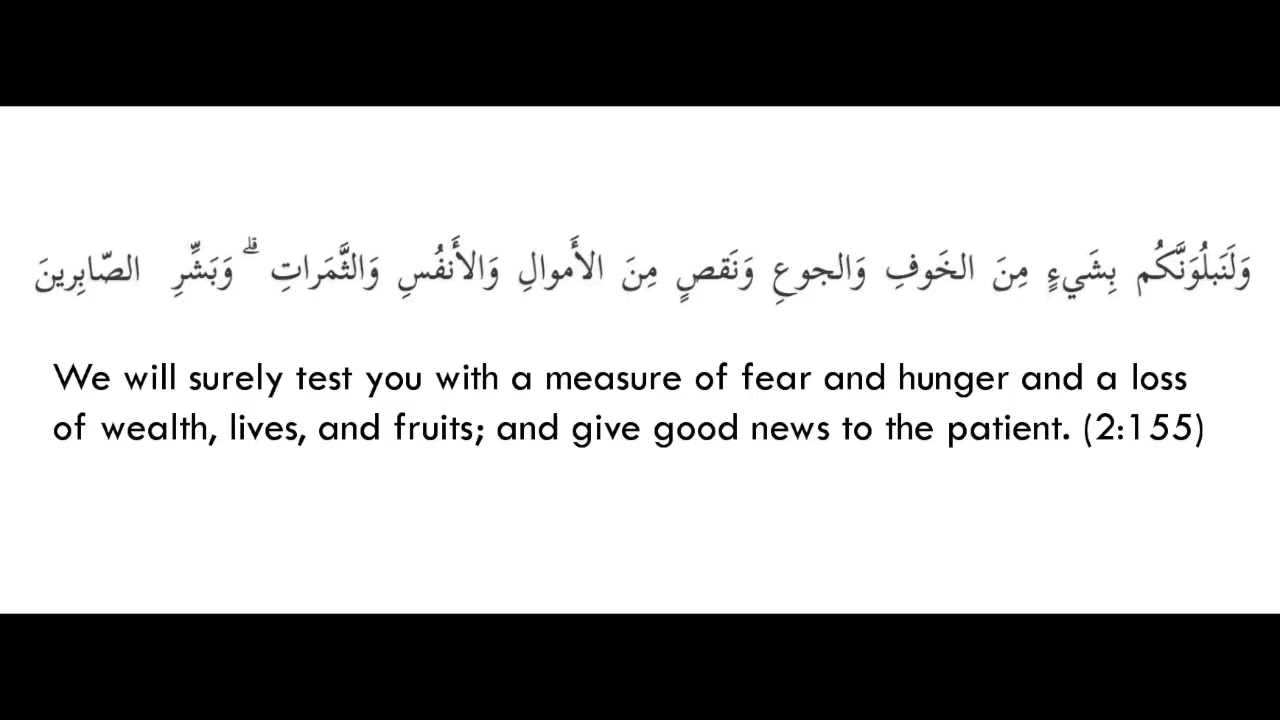 وَلَنَبلُوَنَّكُم بِشَيءٍ مِنَ الخَوفِ وَالجوعِ وَنَقصٍ مِنَ الأَموالِ وَالأَنفُسِ وَالثَّمَراتِ ۗ وَبَشِّرِ الصّابِرينَ
We will surely test you with a measure of fear and hunger and a loss
of wealth, lives, and fruits; and give good news to the patient. (2:155)